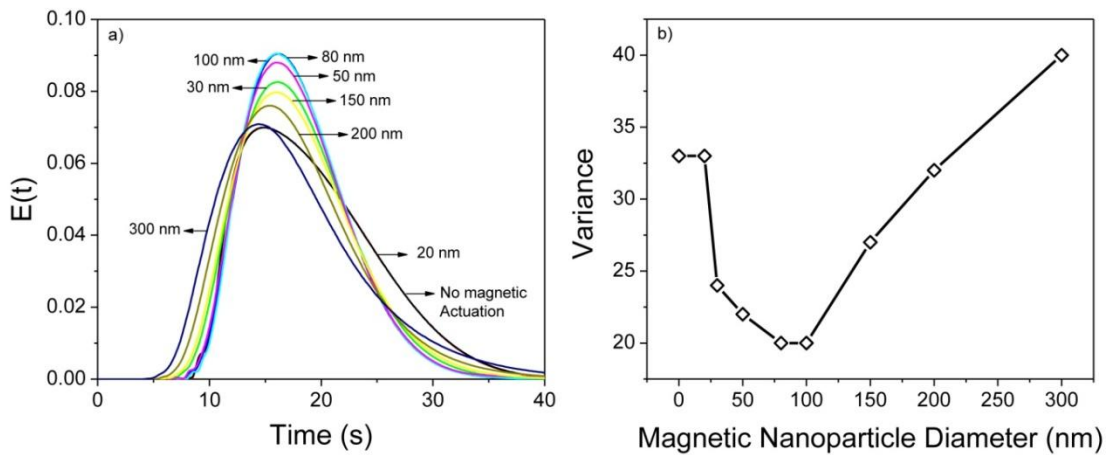 a)
E(t)
0.10
0.08
0.06
0.04
0.02
0.00
100 nm
80 nm
50 nm
30 nm
150 nm
200 nm
300 nm
20 nm
No magnetic
Actuation
0 10 20 30 40
Time (s)
b)
Variance
40
35
30
25
20
0 50 100 150 200 250 300
Magnetic Nanoparticle Diameter (nm)